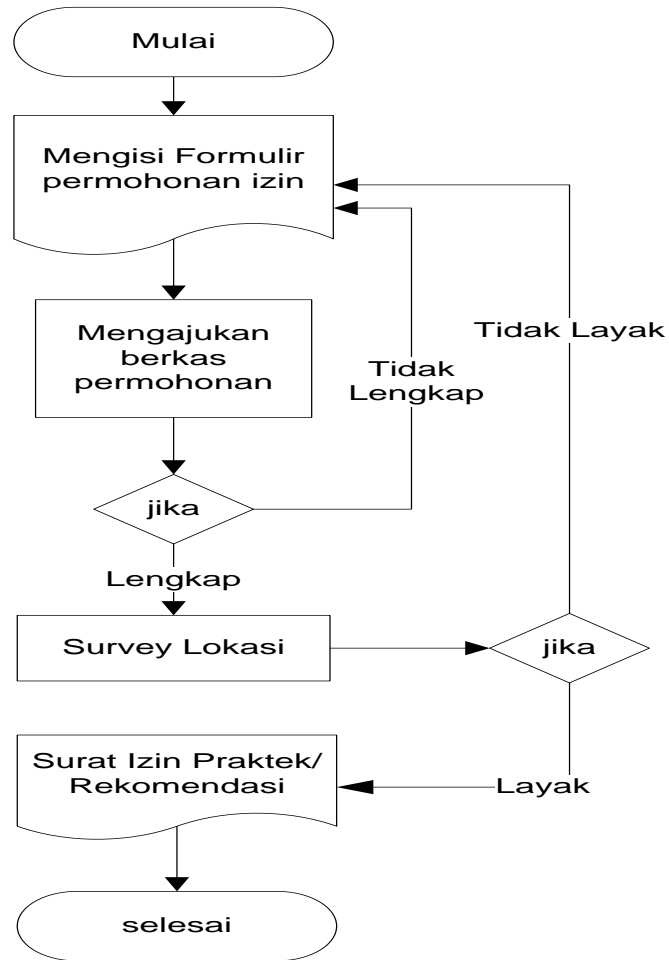 Mulai
Mengisi Formulir
permohonan izin
Mengajukan
berkas
permohonan
jika
Tidak
Lengkap
Tidak Layak
Lengkap
Survey Lokasi
jika
Layak
Surat Izin Praktek/
Rekomendasi
selesai